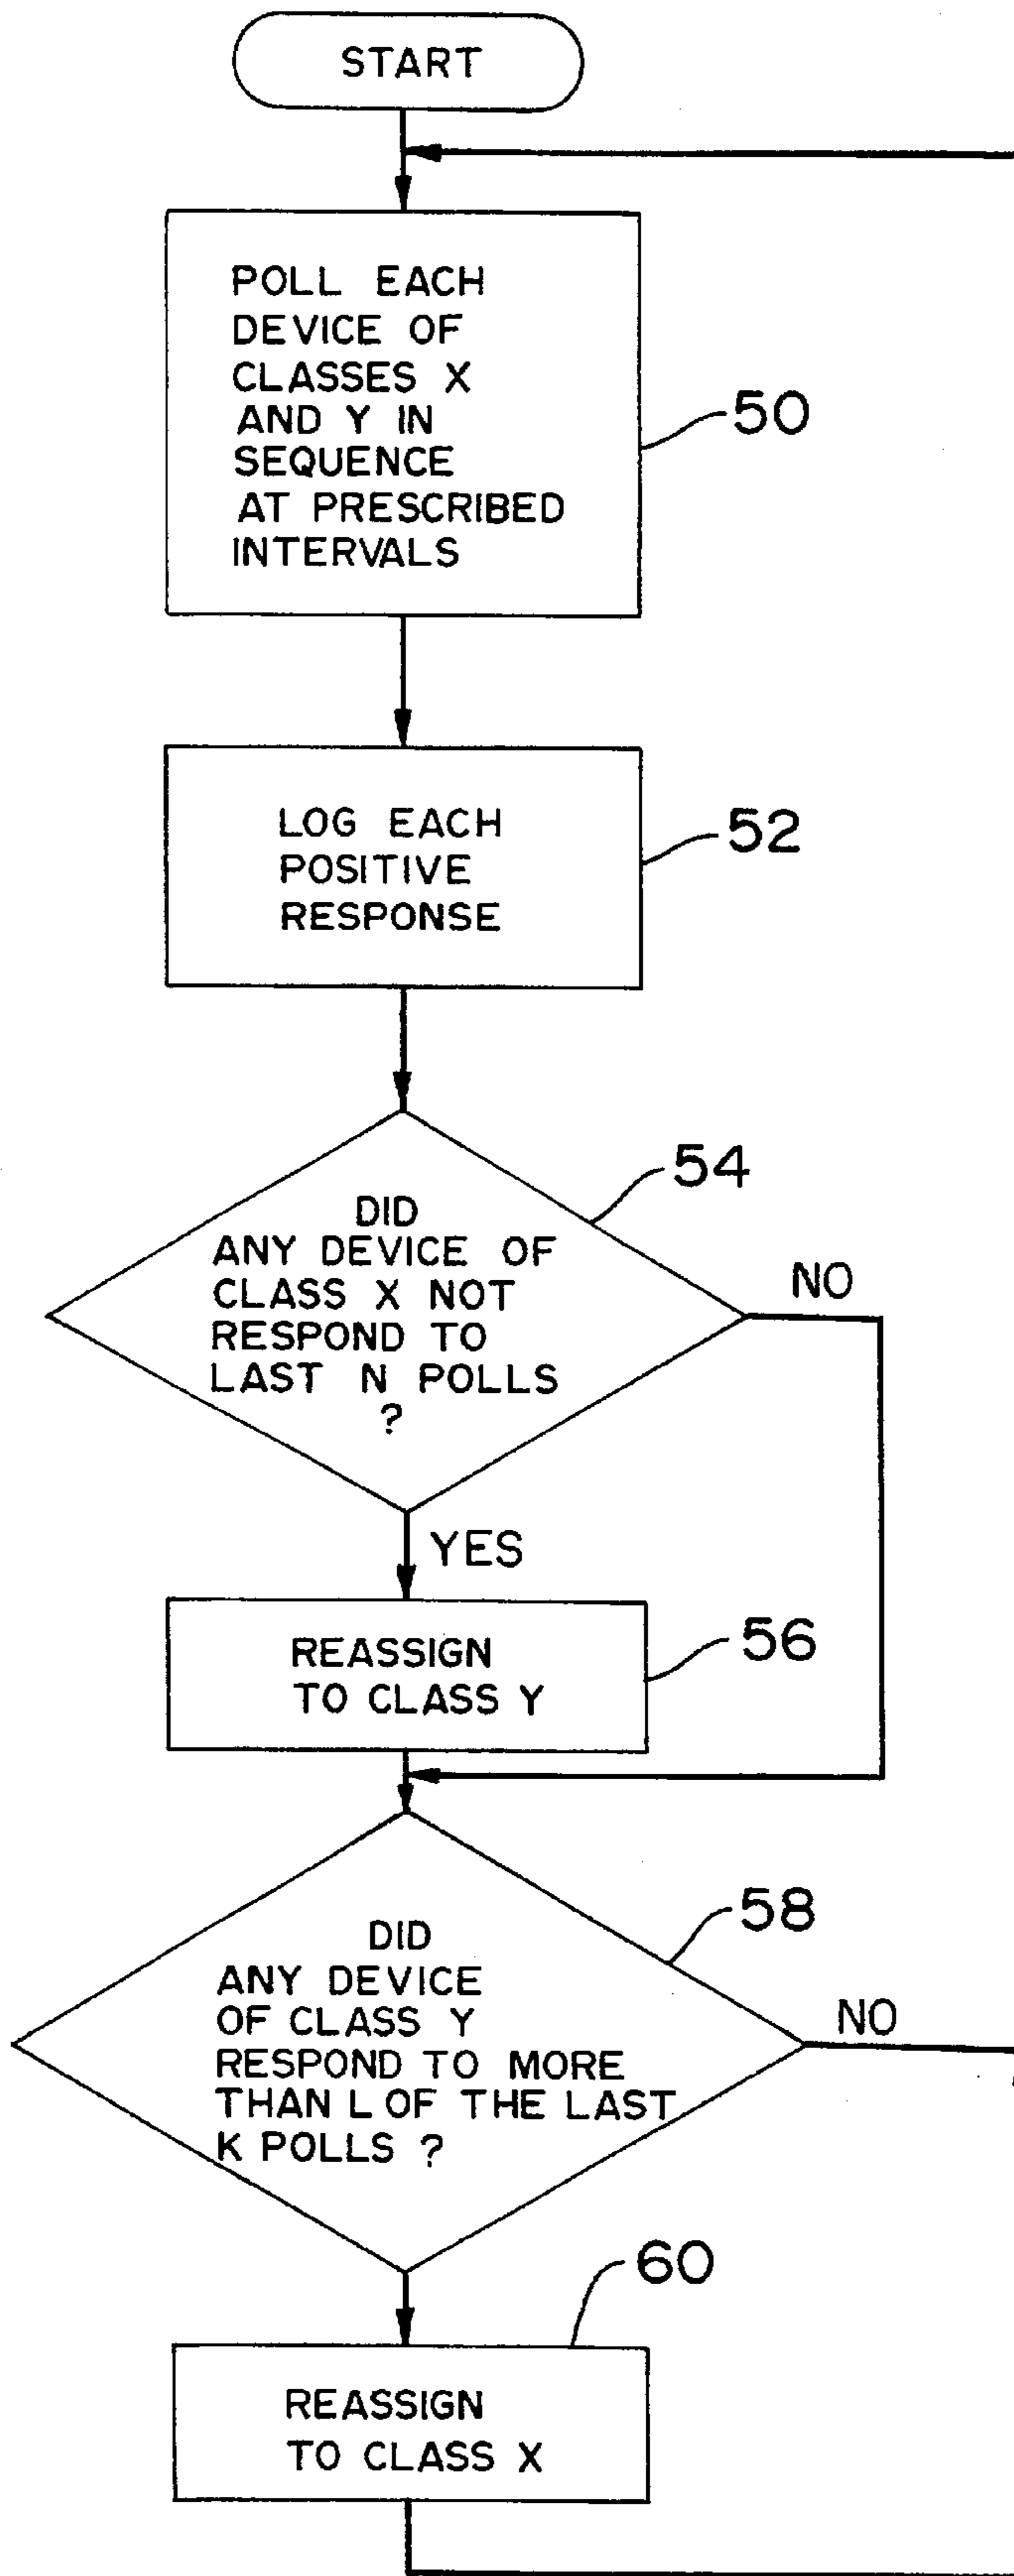 START
POLL EACH
DEVICE OF
CLASSES X
AND Y IN
SEQUENCE
AT PRESCRIBED
INTERVALS
50
LOG EACH
POSITIVE
RESPONSE
52
54
DID
ANY DEVICE OF
CLASS X NOT
RESPOND TO
LAST N POLLS
?
NO
YES
REASSIGN
TO CLASS Y
56
58
DID
ANY DEVICE
OF CLASS Y
RESPOND TO MORE
THAN L OF THE LAST
K POLLS ?
NO
60
REASSIGN
TO CLASS X